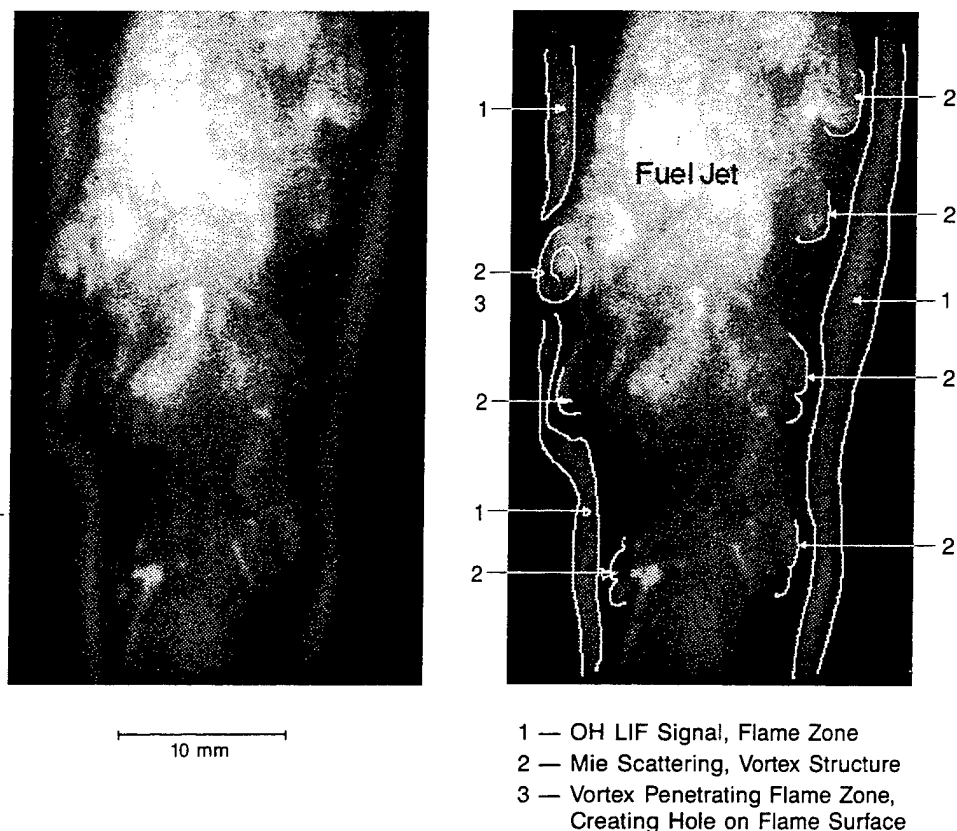 1
2
Fuel Jet
2
2
3
1
2
2
1
2
2
10 mm
1 — OH LIF Signal, Flame Zone
2 — Mie Scattering, Vortex Structure
3 — Vortex Penetrating Flame Zone,
Creating Hole on Flame Surface